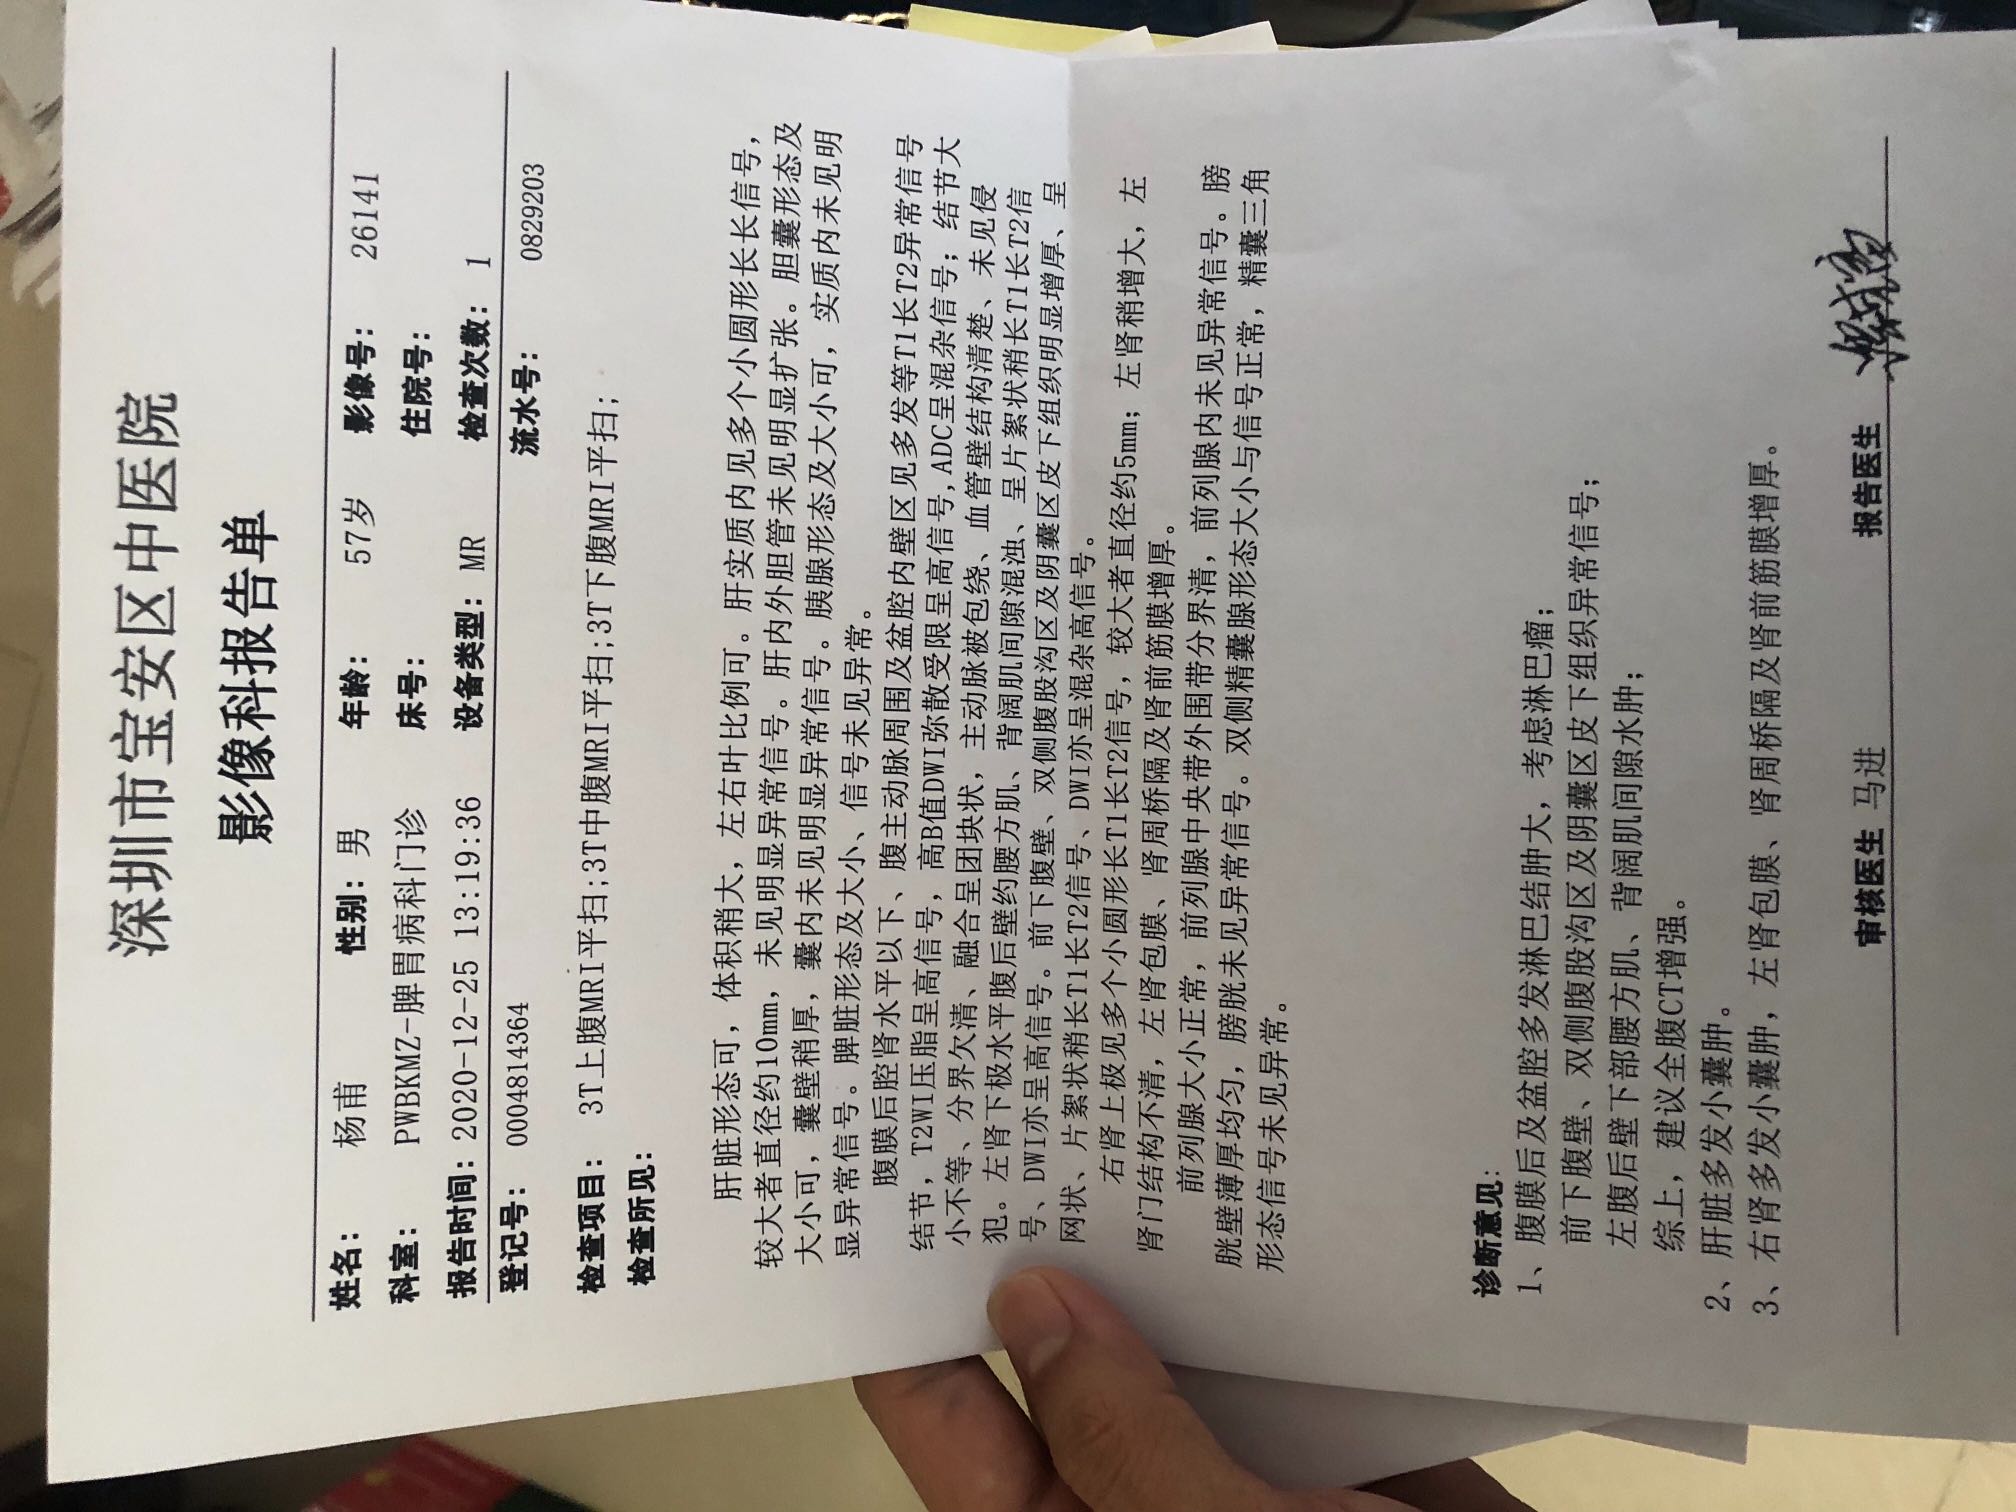 深圳市宝安区中医院
影像科报告单
姓名: 杨甫 性别: 男 年龄: 57岁 影像号: 26141
科室: PWBKMZ-脾胃病科门诊 床号: 住院号:
报告时间: 2020-12-25 13:19:36 设备类型: MR 检查次数: 1
登记号: 0004814364 流水号: 0829203
检查项目: 3T上腹MRI平扫;3T中腹MRI平扫;3T下腹MRI平扫;
检查所见:
肝脏形态可，体积稍大，左右叶比例可。肝实质内见多个小圆形长长信号，
较大者直径约10mm，未见明显异常信号。肝内外胆管未见明显扩张。胆囊形态及
大小可，囊壁稍厚，囊内未见明显异常信号。胰腺形态及大小可，实质内未见明
显异常信号。脾脏形态及大小、信号未见异常。
腹膜后腔肾水平以下、腹主动脉周围及盆腔内壁区见多发等T1长T2异常信号
结节，T2WI压脂呈高信号，高B值DWI弥散受限呈高信号,ADC呈混杂信号；结节大
小不等、分界欠清、融合呈团块状，主动脉被包绕、血管壁结构清楚、未见侵
犯。左肾下极水平腹后壁约腰方肌、背阔肌间隙混浊、呈片絮状稍长T1长T2信
号、DWI亦呈高信号。前下腹壁、双侧腹股沟区及阴囊区皮下组织明显增厚、呈
网状、片絮状稍长T1长T2信号、DWI亦呈混杂高信号。
右肾上极见多个小圆形长T1长T2信号，较大者直径约5mm；左肾稍增大，左
肾门结构不清，左肾包膜、肾周桥隔及肾前筋膜增厚。
前列腺大小正常，前列腺中央带外围带分界清，前列腺内未见异常信号。膀
胱壁薄厚均匀，膀胱未见异常信号。双侧精囊腺形态大小与信号正常，精囊三角
形态信号未见异常。
诊断意见:
1、腹膜后及盆腔多发淋巴结肿大，考虑淋巴瘤；
前下腹壁、双侧腹股沟区及阴囊区皮下组织异常信号；
左腹后壁下部腰方肌、背阔肌间隙水肿；
综上，建议全腹CT增强。
2、肝脏多发小囊肿。
3、右肾多发小囊肿，左肾包膜、肾周桥隔及肾前筋膜增厚。
审核医生 马进 报告医生